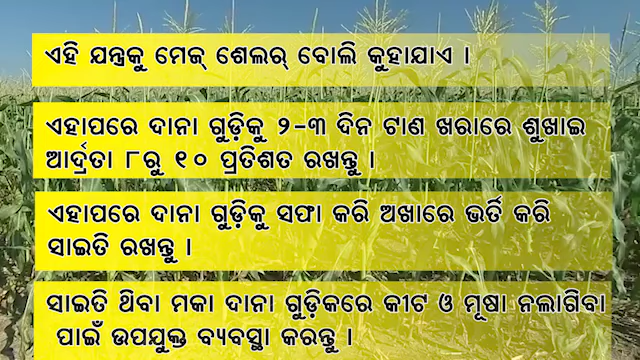 ଏହି ଯନ୍ତ୍ରକୁ ମେଜ୍ ଶେଲର୍ ବୋଲି କୁହାଯାଏ ।
ଏହାପରେ ଦାନା ଗୁଡ଼ିକୁ ୨-୩ ଦିନ ଟାଣ ଖରାରେ ଶୁଖାଇ
ଆର୍ଦ୍ରତା ୮ରୁ ୧୦ ପ୍ରତିଶତ ରଖନ୍ତୁ ।
ଏହାପରେ ଦାନା ଗୁଡ଼ିକୁ ସଫା କରି ଅଖାରେ ଭର୍ତି କରି
ସାଇତି ରଖନ୍ତୁ ।
ସାଇତି ଥିବା ମକା ଦାନା ଗୁଡ଼ିକରେ କୀଟ ଓ ମୂଷା ନଲାଗିବା
ପାଇଁ ଉପଯୁକ୍ତ ବ୍ୟବସ୍ଥା କରନ୍ତୁ ।